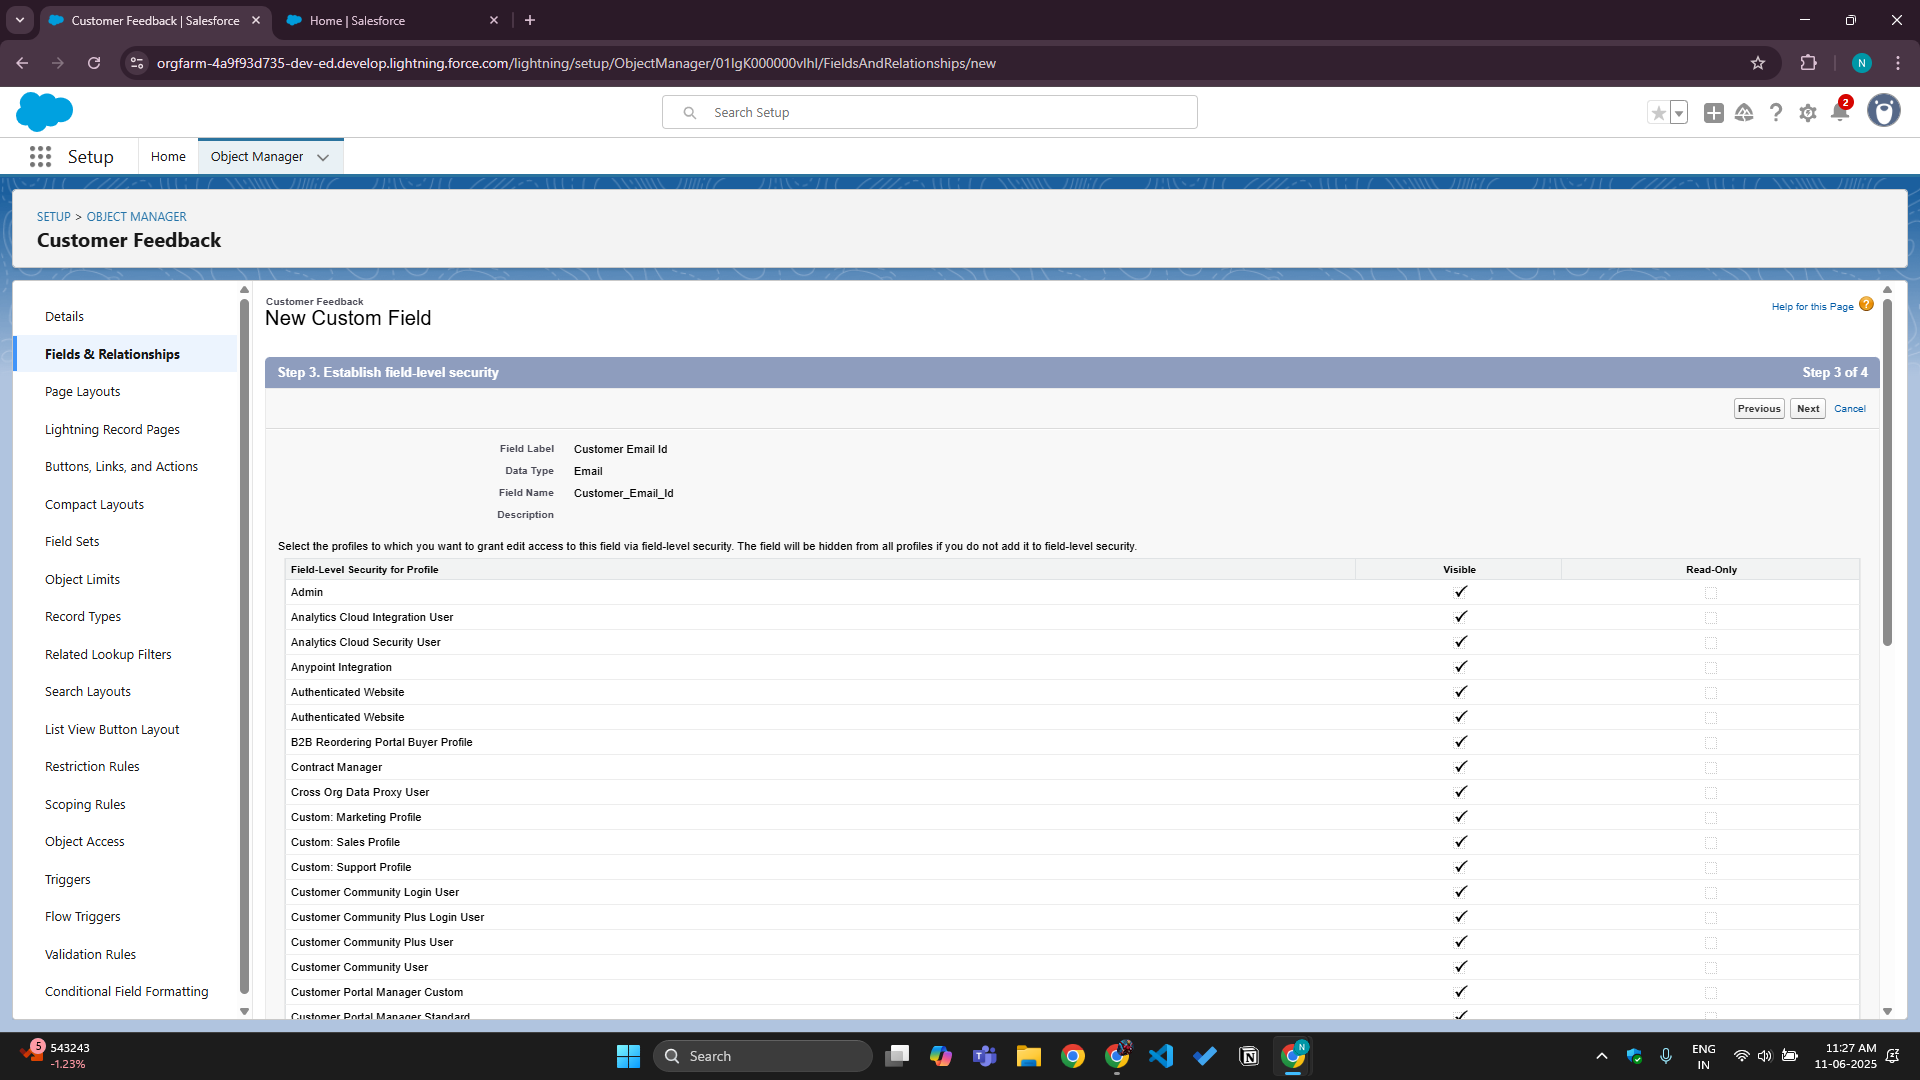 Customer Feedback | Salesforce
Home | Salesforce
orgfarm-4a9f93d735-dev-ed.develop.lightning.force.com/lightning/setup/ObjectManager/01IgK000000vlhl/FieldsAndRelationships/new
N
Search Setup
2
Setup
Home
Object Manager
SETUP > OBJECT MANAGER
Customer Feedback
Details
Fields & Relationships
Page Layouts
Lightning Record Pages
Buttons, Links, and Actions
Compact Layouts
Field Sets
Object Limits
Record Types
Related Lookup Filters
Search Layouts
List View Button Layout
Restriction Rules
Scoping Rules
Object Access
Triggers
Flow Triggers
Validation Rules
Conditional Field Formatting
Customer Feedback
New Custom Field
Help for this Page ?
Step 3. Establish field-level security
Step 3 of 4
Previous Next Cancel
Field Label Customer Email Id
Data Type Email
Field Name Customer_Email_Id
Description
Select the profiles to which you want to grant edit access to this field via field-level security. The field will be hidden from all profiles if you do not add it to field-level security.
Field-Level Security for Profile Visible Read-Only
Admin
Analytics Cloud Integration User
Analytics Cloud Security User
Anypoint Integration
Authenticated Website
Authenticated Website
B2B Reordering Portal Buyer Profile
Contract Manager
Cross Org Data Proxy User
Custom: Marketing Profile
Custom: Sales Profile
Custom: Support Profile
Customer Community Login User
Customer Community Plus Login User
Customer Community Plus User
Customer Community User
Customer Portal Manager Custom
Customer Portal Manager Standard
5
543243
-1.23%
Search
N
ENG
IN
11:27 AM
11-06-2025